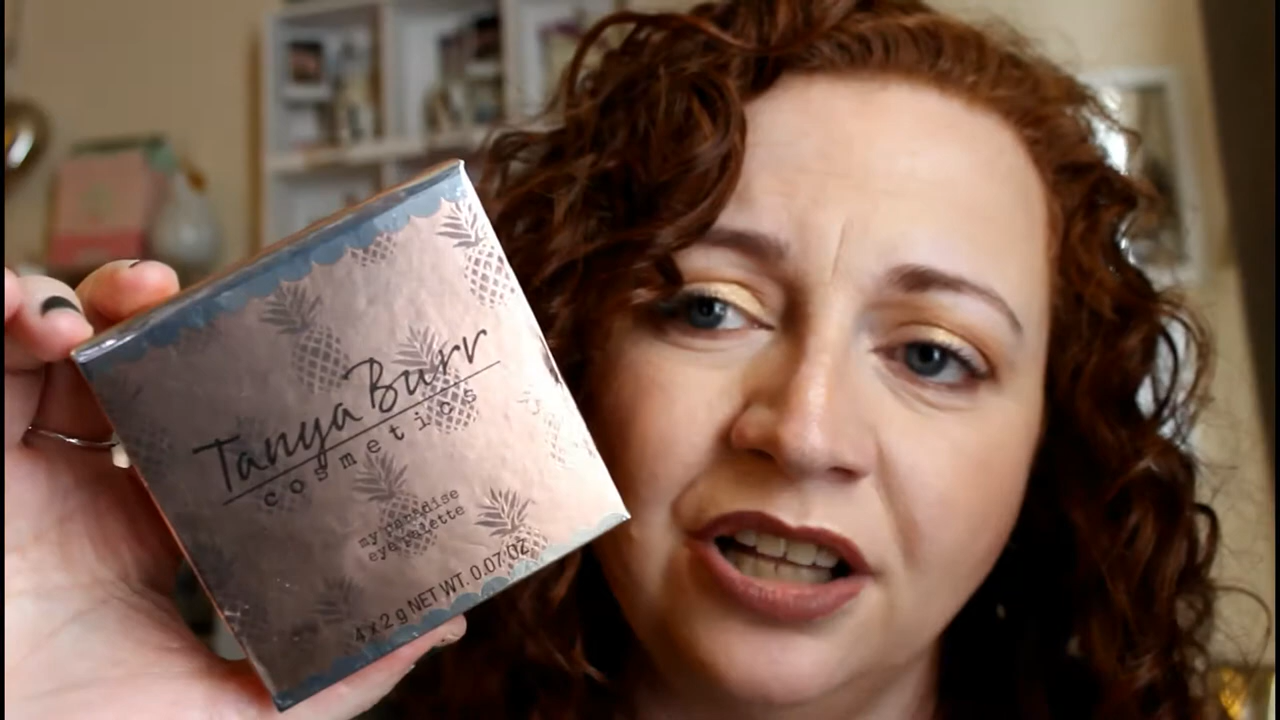 Tanya Burr
cosmetics
my paradise
eye palette
4 x 2 g NET WT. 0.07 OZ